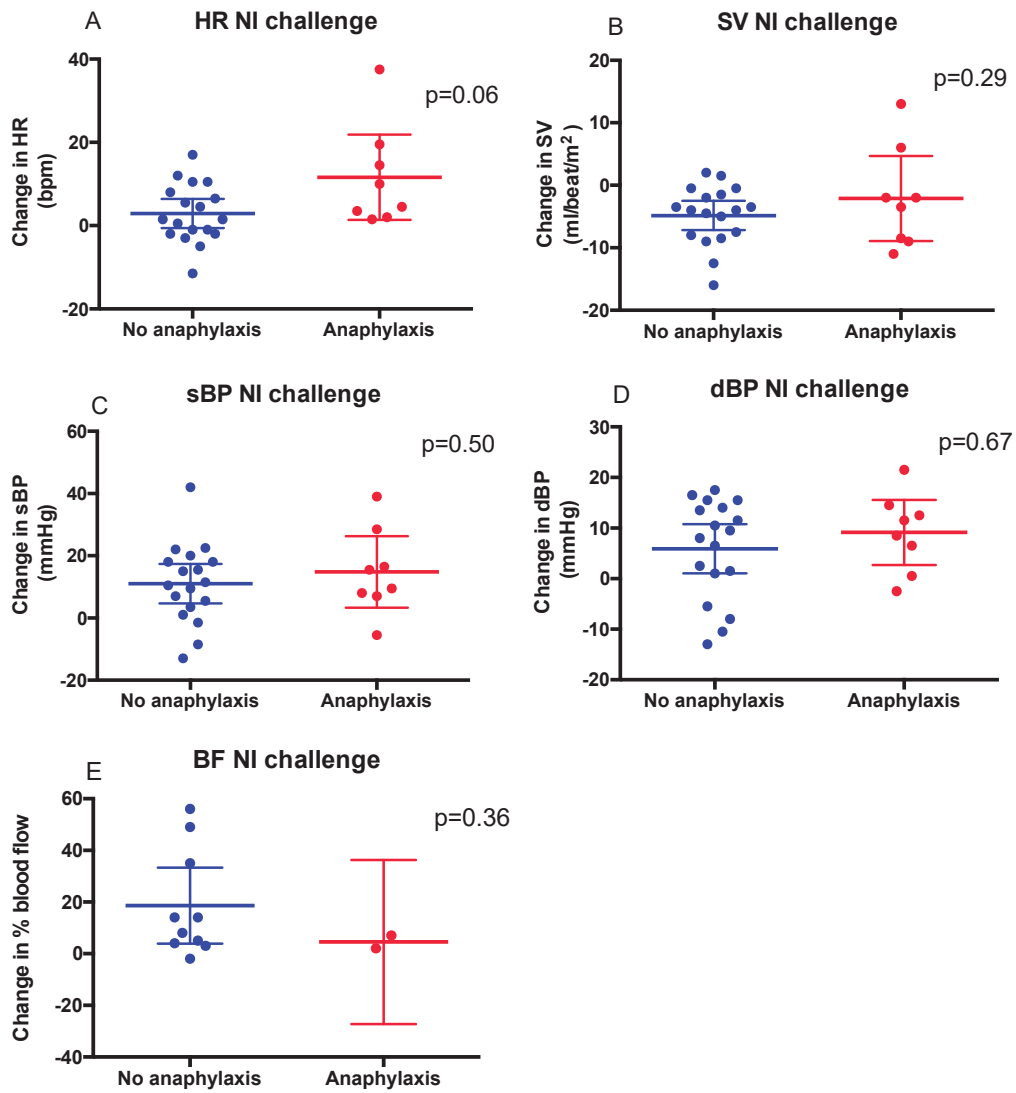 A
HR NI challenge
p=0.06
Change in HR
(bpm)
40
20
0
-20
No anaphylaxis
Anaphylaxis
B
SV NI challenge
p=0.29
Change in SV
(ml/beat/m²)
20
10
-0
-10
-20
No anaphylaxis
Anaphylaxis
C
sBP NI challenge
p=0.50
Change in sBP
(mmHg)
60
40
20
0
-20
No anaphylaxis
Anaphylaxis
D
dBP NI challenge
p=0.67
Change in dBP
(mmHg)
30
20
10
0
-10
-20
No anaphylaxis
Anaphylaxis
E
BF NI challenge
p=0.36
Change in % blood flow
60
40
20
0
-20
-40
No anaphylaxis
Anaphylaxis